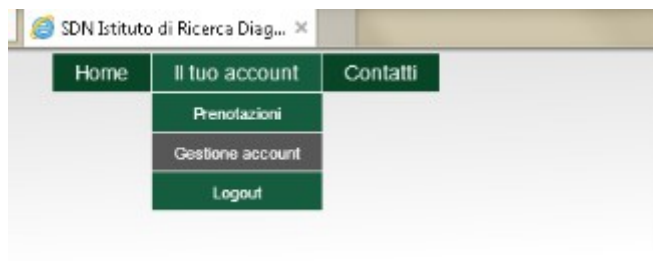 SDN Istituto di Ricerca Diag...
Home Il tuo account Contatti
Prenotazioni
Gestione account
Logout